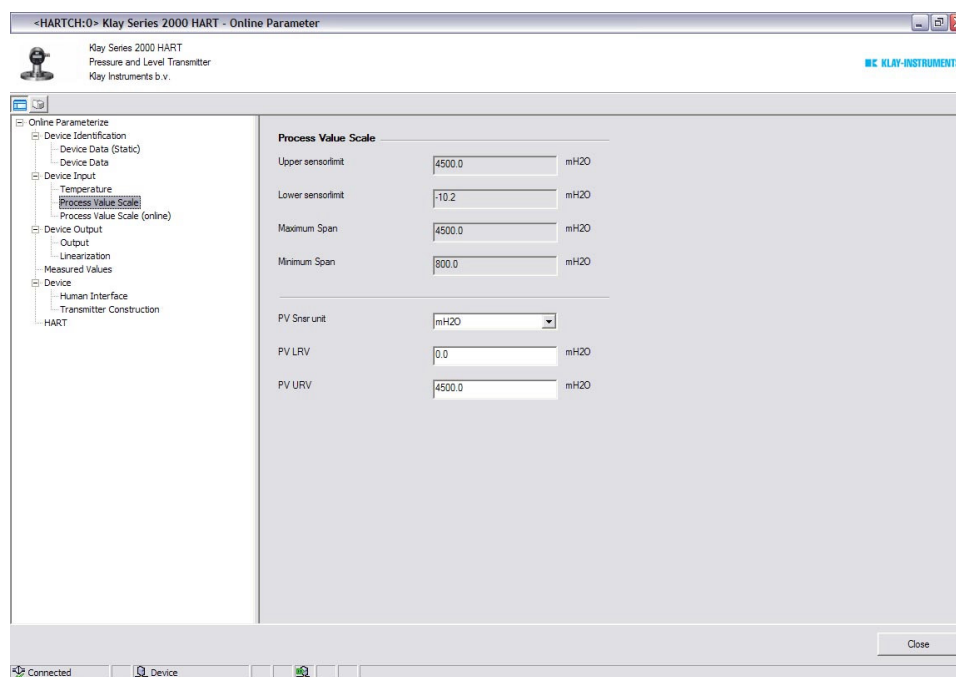 <HARTCH:0> Klay Series 2000 HART - Online Parameter
Klay Series 2000 HART
Pressure and Level Transmitter
Klay Instruments b.v.
KLAY-INSTRUMENTS
Online Parameterize
Device Identification
Device Data (Static)
Device Data
Device Input
Temperature
Process Value Scale
Process Value Scale (online)
Device Output
Output
Linearization
Measured Values
Device
Human Interface
Transmitter Construction
HART
Process Value Scale
Upper sensorlimit 4500.0 mH2O
Lower sensorlimit -10.2 mH2O
Maximum Span 4500.0 mH2O
Minimum Span 800.0 mH2O
PV Snsr unit mH2O
PV LRV 0.0 mH2O
PV URV 4500.0 mH2O
Close
Connected Device